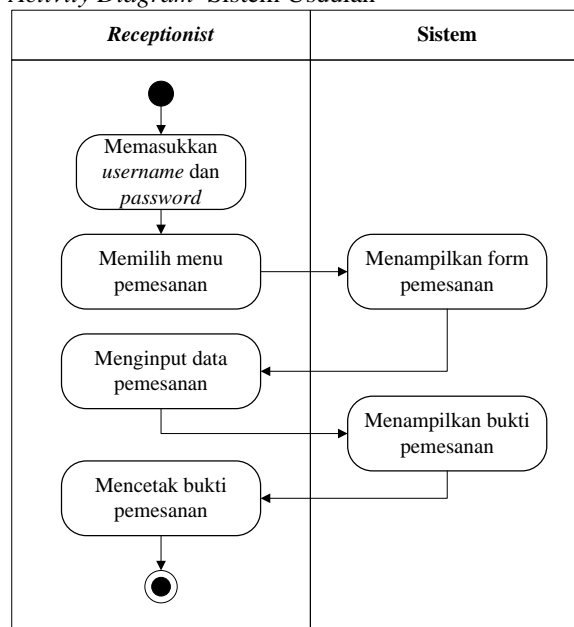 Activity Diagram Sistem Usulan
Receptionist
Sistem
Memasukkan
username dan
password
Memilih menu
pemesanan
Menampilkan form
pemesanan
Menginput data
pemesanan
Menampilkan bukti
pemesanan
Mencetak bukti
pemesanan